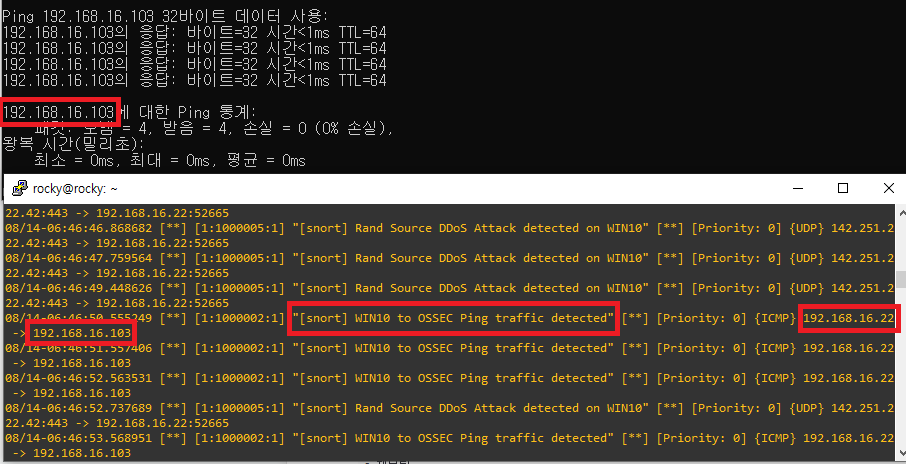 Ping 192.168.16.103 32바이트 데이터 사용:
192.168.16.103의 응답: 바이트=32 시간<1ms TTL=64
192.168.16.103의 응답: 바이트=32 시간<1ms TTL=64
192.168.16.103의 응답: 바이트=32 시간<1ms TTL=64
192.168.16.103의 응답: 바이트=32 시간<1ms TTL=64
192.168.16.103에 대한 Ping 통계:
패킷: 보냄 = 4, 받음 = 4, 손실 = 0 (0% 손실),
왕복 시간(밀리초):
최소 = 0ms, 최대 = 0ms, 평균 = 0ms
rocky@rocky: ~
22.42:443 -> 192.168.16.22:52665
08/14-06:46:46.868682 [**] [1:1000005:1] "[snort] Rand Source DDoS Attack detected on WIN10" [**] [Priority: 0] {UDP} 142.251.2
22.42:443 -> 192.168.16.22:52665
08/14-06:46:47.759564 [**] [1:1000005:1] "[snort] Rand Source DDoS Attack detected on WIN10" [**] [Priority: 0] {UDP} 142.251.2
22.42:443 -> 192.168.16.22:52665
08/14-06:46:49.448626 [**] [1:1000005:1] "[snort] Rand Source DDoS Attack detected on WIN10" [**] [Priority: 0] {UDP} 142.251.2
22.42:443 -> 192.168.16.22:52665
08/14-06:46:50.555249 [**] [1:1000002:1] "[snort] WIN10 to OSSEC Ping traffic detected" [**] [Priority: 0] {ICMP} 192.168.16.22
-> 192.168.16.103
08/14-06:46:51.557406 [**] [1:1000002:1] "[snort] WIN10 to OSSEC Ping traffic detected" [**] [Priority: 0] {ICMP} 192.168.16.22
-> 192.168.16.103
08/14-06:46:52.563531 [**] [1:1000002:1] "[snort] WIN10 to OSSEC Ping traffic detected" [**] [Priority: 0] {ICMP} 192.168.16.22
-> 192.168.16.103
08/14-06:46:52.737689 [**] [1:1000005:1] "[snort] Rand Source DDoS Attack detected on WIN10" [**] [Priority: 0] {UDP} 142.251.2
22.42:443 -> 192.168.16.22:52665
08/14-06:46:53.568951 [**] [1:1000002:1] "[snort] WIN10 to OSSEC Ping traffic detected" [**] [Priority: 0] {ICMP} 192.168.16.22
-> 192.168.16.103